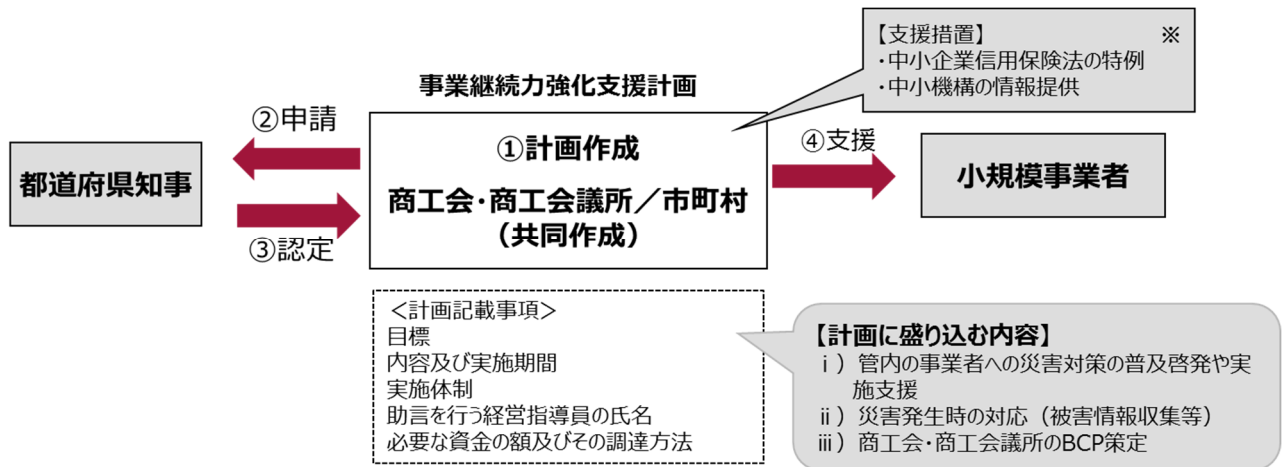 【支援措置】 ※
・中小企業信用保険法の特例
・中小機構の情報提供
事業継続力強化支援計画
②申請
①計画作成
④支援
都道府県知事
小規模事業者
商工会・商工会議所／市町村
（共同作成）
③認定
＜計画記載事項＞
目標
内容及び実施期間
実施体制
助言を行う経営指導員の氏名
必要な資金の額及びその調達方法
【計画に盛り込む内容】
ⅰ）管内の事業者への災害対策の普及啓発や実
施支援
ⅱ）災害発生時の対応（被害情報収集等）
ⅲ）商工会・商工会議所のBCP策定